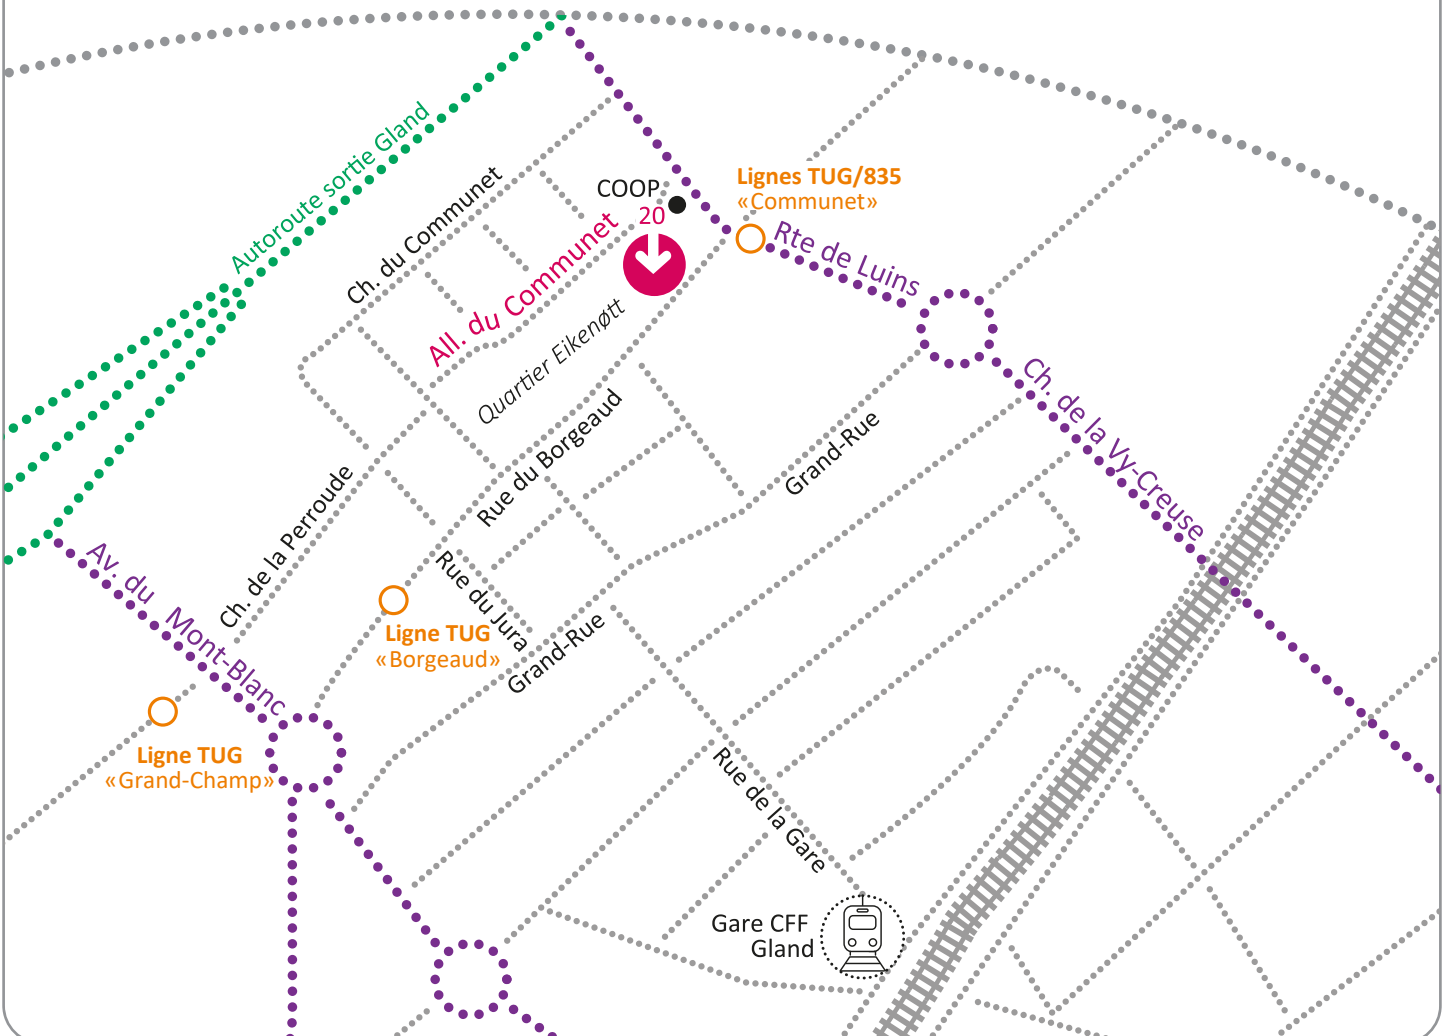 Autoroute sortie Gland
Ch. du Communet
COOP
20
All. du Communet
Lignes TUG/835
«Communet»
Rte de Luins
Quartier Eikenøtt
Rue du Borgeaud
Grand-Rue
Ch. de la Vy-Creuse
Ch. de la Perroude
Av. du Mont-Blanc
Rue du Jura
Ligne TUG
«Borgeaud»
Grand-Rue
Ligne TUG
«Grand-Champ»
Rue de la Gare
Gare CFF
Gland